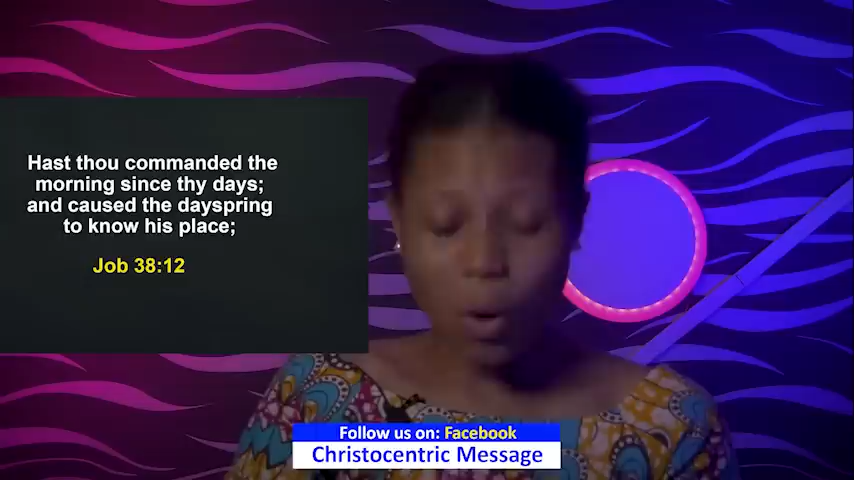 Hast thou commanded the
morning since thy days;
and caused the dayspring
to know his place;
Job 38:12
Follow us on: Facebook
Christocentric Message